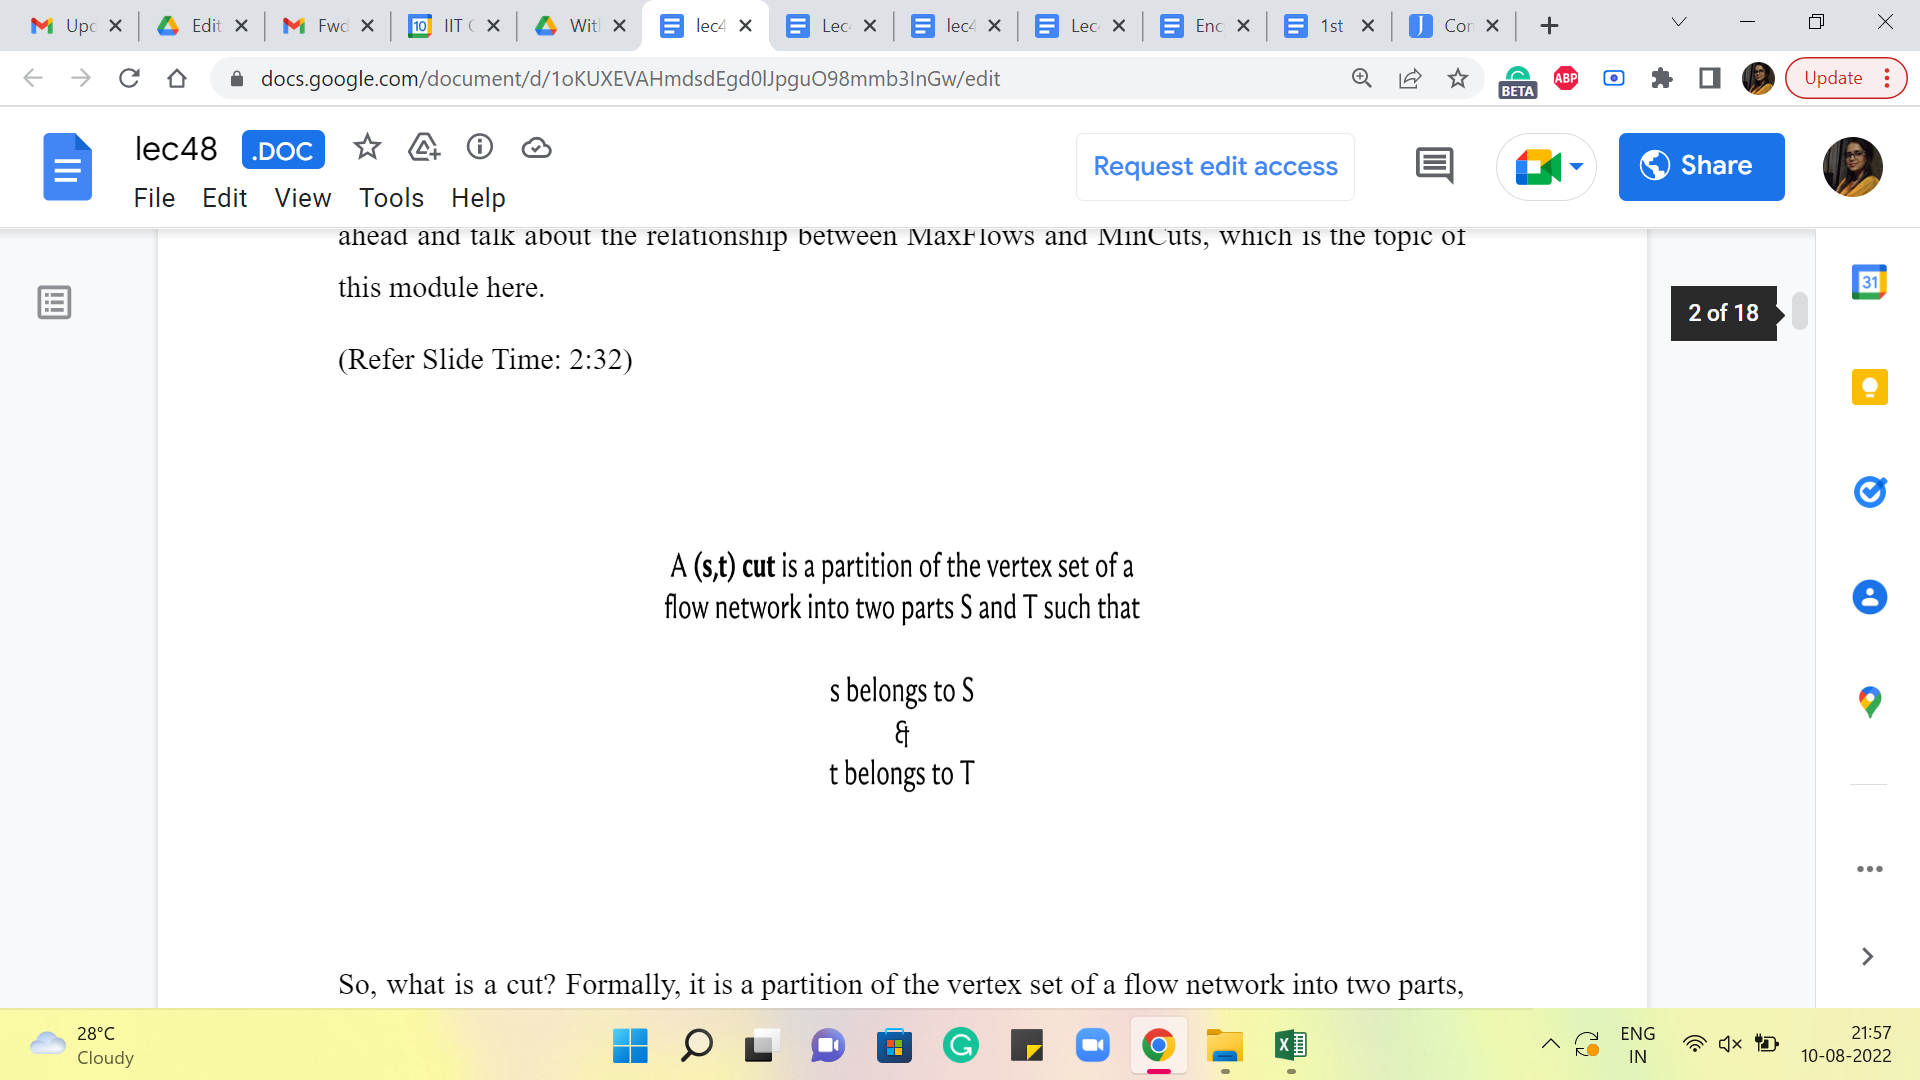 Upc
Edit
Fwd
10 IIT (
Wit
lec4
Lec
lec4
Lec
Enc
1st
J Cor
docs.google.com/document/d/1oKUXEVAHmdsdEgd0lJpguO98mmb3InGw/edit
BETA
ABP
Update
lec48 .DOC
File Edit View Tools Help
Request edit access
Share
ahead and talk about the relationship between MaxFlows and MinCuts, which is the topic of
this module here.
(Refer Slide Time: 2:32)
2 of 18
31
A (s,t) cut is a partition of the vertex set of a
flow network into two parts S and T such that
s belongs to S
&
t belongs to T
So, what is a cut? Formally, it is a partition of the vertex set of a flow network into two parts,
28°C
Cloudy
ENG
IN
21:57
10-08-2022